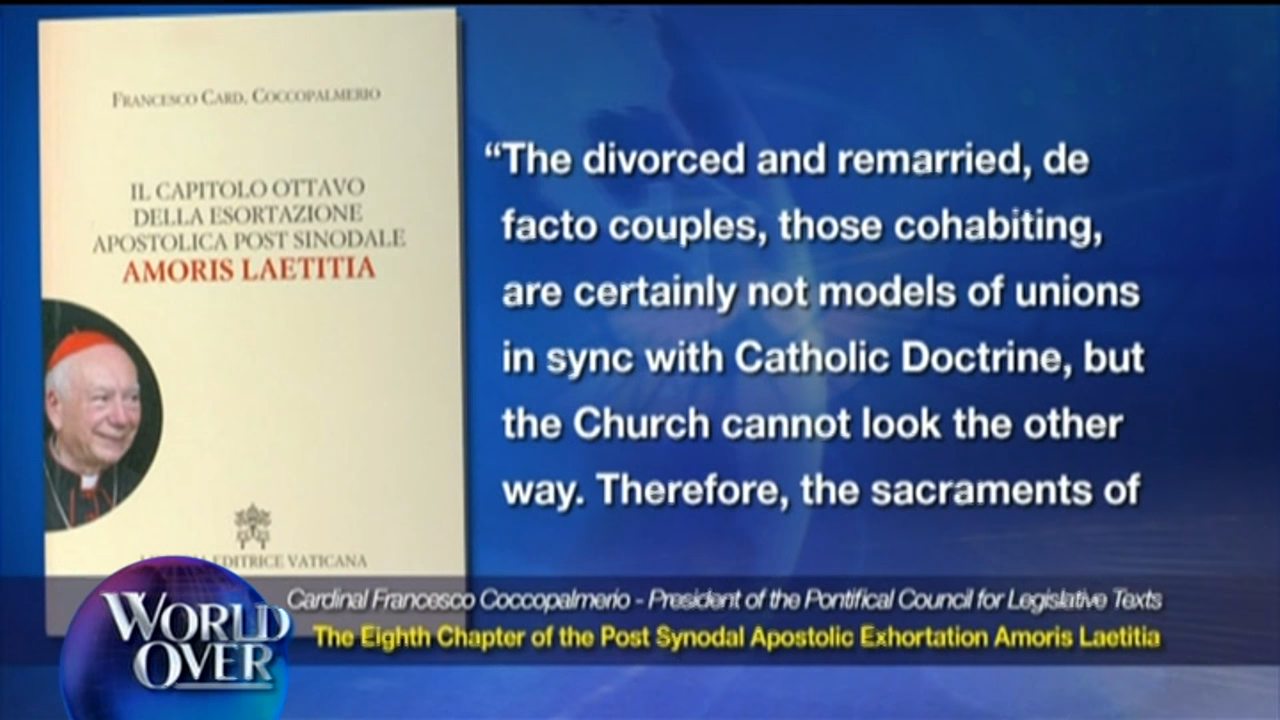 FRANCESCO CARD. COCCOPALMERIO
IL CAPITOLO OTTAVO
DELLA ESORTAZIONE
APOSTOLICA POST SINODALE
AMORIS LAETITIA
EDITRICE VATICANA
“The divorced and remarried, de
facto couples, those cohabiting,
are certainly not models of unions
in sync with Catholic Doctrine, but
the Church cannot look the other
way. Therefore, the sacraments of
Cardinal Francesco Coccopalmerio - President of the Pontifical Council for Legislative Texts
The Eighth Chapter of the Post Synodal Apostolic Exhortation Amoris Laetitia
WORLD
OVER